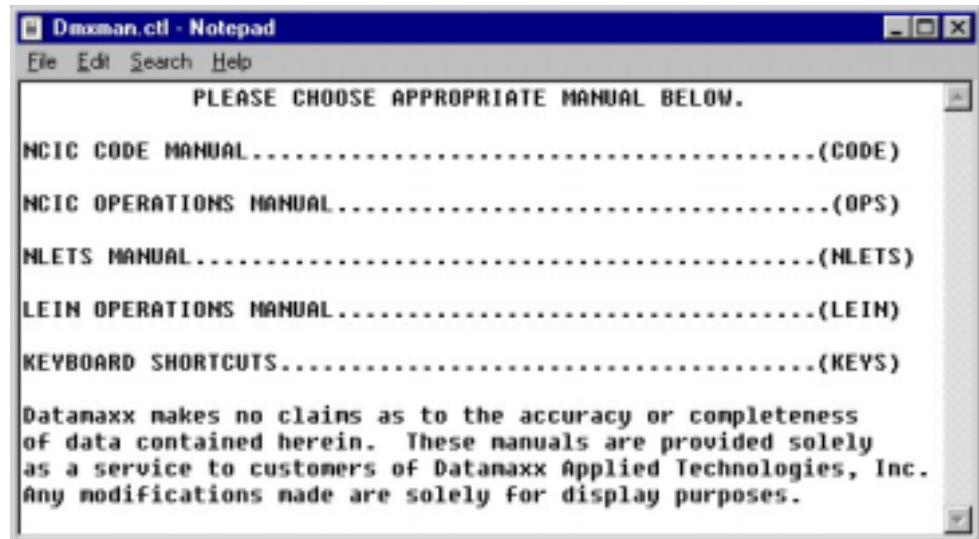 Dmxman.ctl - Notepad
File Edit Search Help
PLEASE CHOOSE APPROPRIATE MANUAL BELOW.
NCIC CODE MANUAL.......................................(CODE)
NCIC OPERATIONS MANUAL..................................(OPS)
NLETS MANUAL...........................................(NLETS)
LEIN OPERATIONS MANUAL.................................(LEIN)
KEYBOARD SHORTCUTS.....................................(KEYS)
Datamaxx makes no claims as to the accuracy or completeness
of data contained herein.  These manuals are provided solely
as a service to customers of Datamaxx Applied Technologies, Inc.
Any modifications made are solely for display purposes.